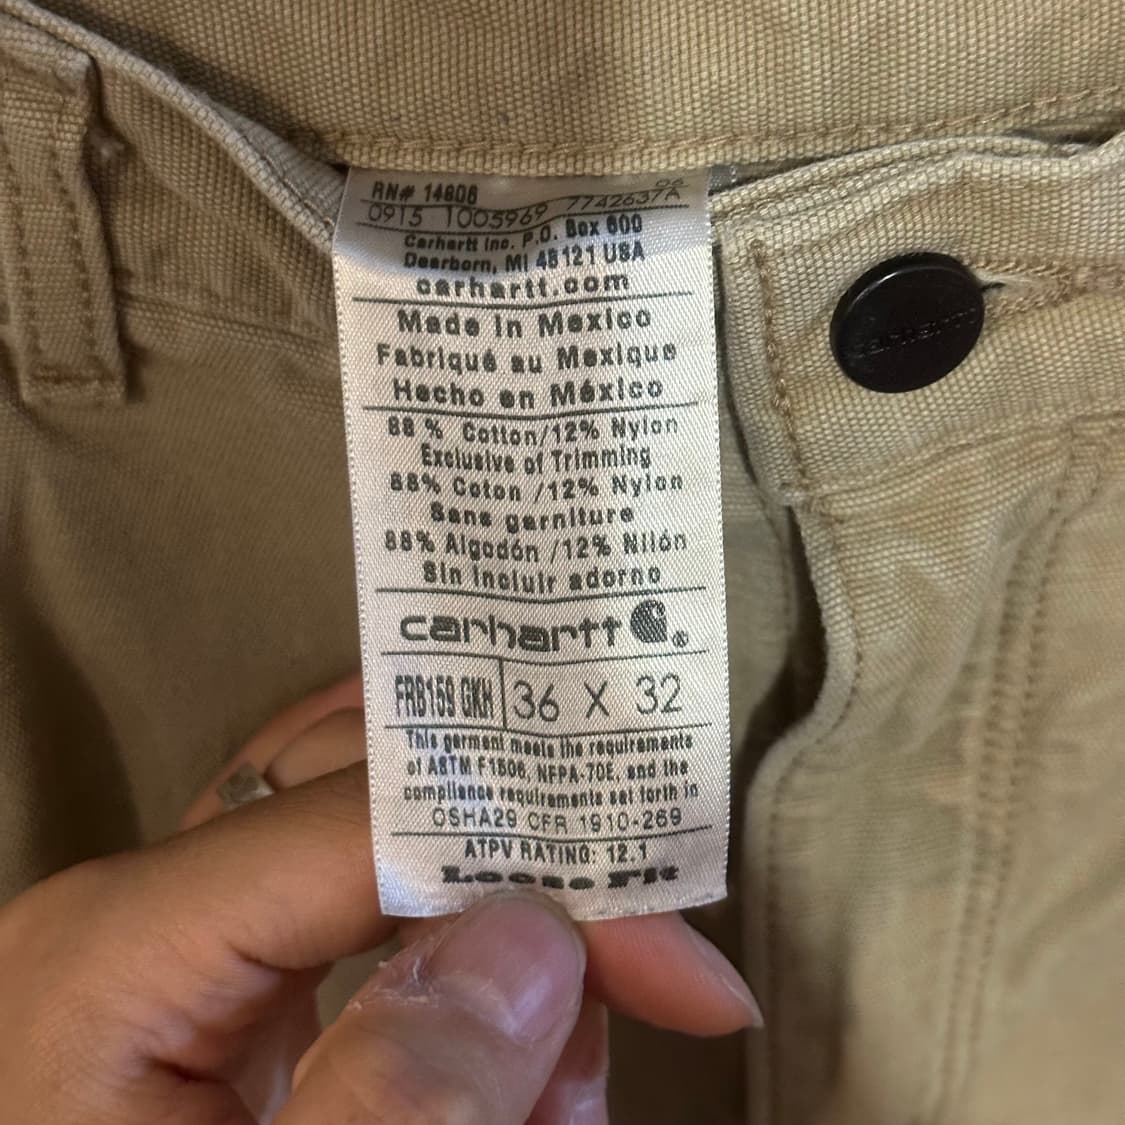 RN# 14806
06
0915 1005969 7742637A
Carhartt Inc. P.O. Box 600
Dearborn, MI 48121 USA
carhartt.com
Made in Mexico
Fabriqué au Mexique
Hecho en México
88 % Cotton/12% Nylon
Exclusive of Trimming
88% Coton /12% Nylon
Sans garniture
88% Algodón /12% Nilón
Sin incluir adorno
carhartt
FRB159 GKH 36 X 32
This garment meets the requirements
of ASTM F1506, NFPA-70E, and the
compliance requirements set forth in
OSHA29 CFR 1910-269
ATPV RATING: 12.1
Loose Fit
carhartt